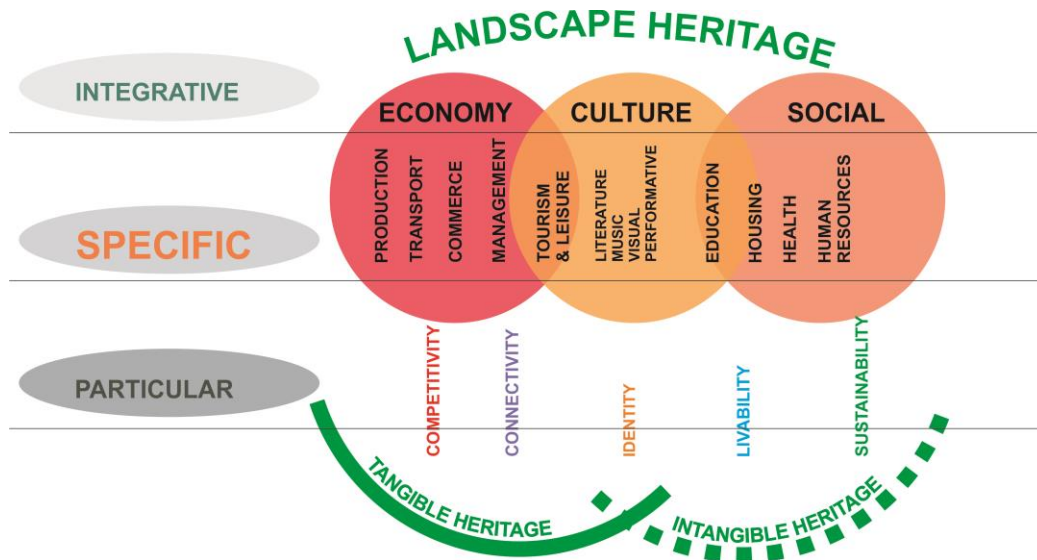 LANDSCAPE HERITAGE
INTEGRATIVE
ECONOMY
CULTURE
SOCIAL
SPECIFIC
PRODUCTION
TRANSPORT
COMMERCE
MANAGEMENT
TOURISM
& LEISURE
LITERATURE
MUSIC
VISUAL
PERFORMATIVE
EDUCATION
HOUSING
HEALTH
HUMAN
RESOURCES
PARTICULAR
COMPETITIVITY
CONNECTIVITY
IDENTITY
LIVABILITY
SUSTAINABILITY
TANGIBLE HERITAGE
INTANGIBLE HERITAGE